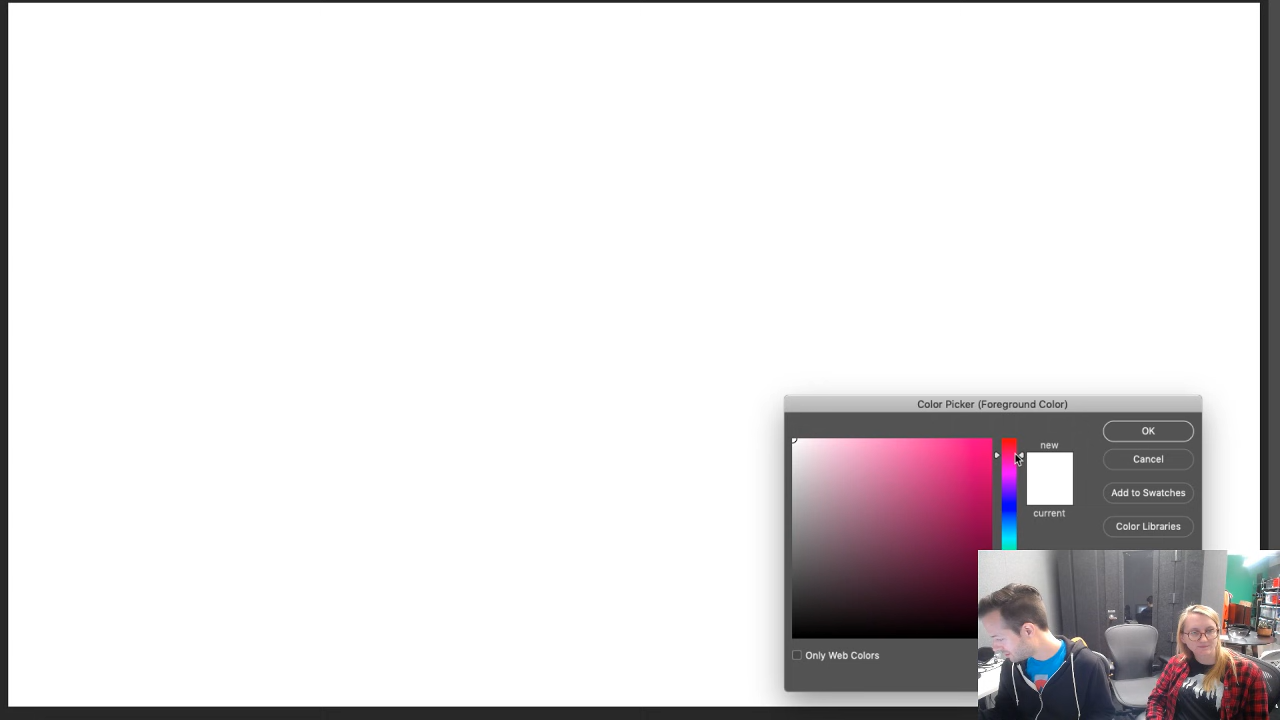 Color Picker (Foreground Color)
OK
new
Cancel
Add to Swatches
current
Color Libraries
Only Web Colors